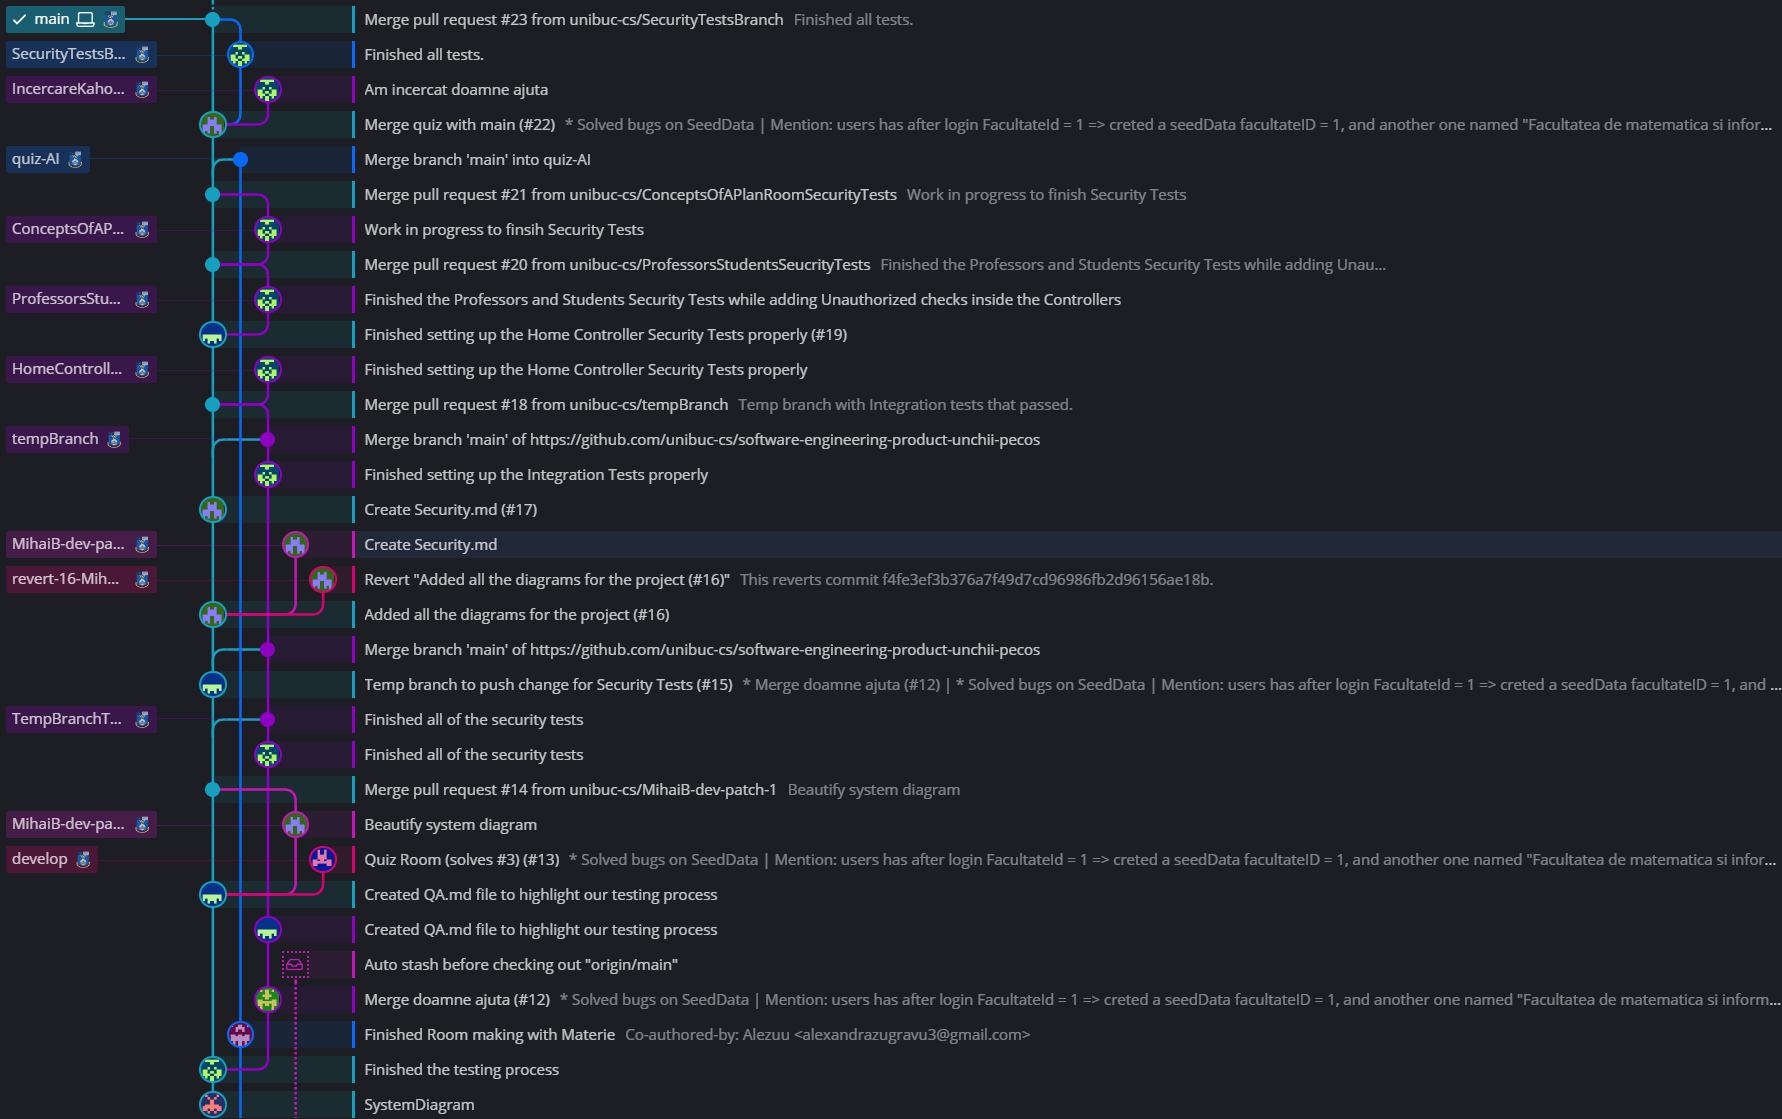 main Merge pull request #23 from unibuc-cs/SecurityTestsBranch Finished all tests.
SecurityTestsB... Finished all tests.
IncercareKaho... Am incercat doamne ajuta
Merge quiz with main (#22) * Solved bugs on SeedData | Mention: users has after login FacultateId = 1 => creted a seedData facultateID = 1, and another one named "Facultatea de matematica si infor...
quiz-AI Merge branch 'main' into quiz-AI
Merge pull request #21 from unibuc-cs/ConceptsOfAPlanRoomSecurityTests Work in progress to finish Security Tests
ConceptsOfAP... Work in progress to finsih Security Tests
Merge pull request #20 from unibuc-cs/ProfessorsStudentsSeucrityTests Finished the Professors and Students Security Tests while adding Unau...
ProfessorsStu... Finished the Professors and Students Security Tests while adding Unauthorized checks inside the Controllers
Finished setting up the Home Controller Security Tests properly (#19)
HomeControll... Finished setting up the Home Controller Security Tests properly
Merge pull request #18 from unibuc-cs/tempBranch Temp branch with Integration tests that passed.
tempBranch Merge branch 'main' of https://github.com/unibuc-cs/software-engineering-product-unchii-pecos
Finished setting up the Integration Tests properly
Create Security.md (#17)
MihaiB-dev-pa... Create Security.md
revert-16-Mih... Revert "Added all the diagrams for the project (#16)" This reverts commit f4fe3ef3b376a7f49d7cd96986fb2d96156ae18b.
Added all the diagrams for the project (#16)
Merge branch 'main' of https://github.com/unibuc-cs/software-engineering-product-unchii-pecos
Temp branch to push change for Security Tests (#15) * Merge doamne ajuta (#12) | * Solved bugs on SeedData | Mention: users has after login FacultateId = 1 => creted a seedData facultateID = 1, and ...
TempBranchT... Finished all of the security tests
Finished all of the security tests
Merge pull request #14 from unibuc-cs/MihaiB-dev-patch-1 Beautify system diagram
MihaiB-dev-pa... Beautify system diagram
develop Quiz Room (solves #3) (#13) * Solved bugs on SeedData | Mention: users has after login FacultateId = 1 => creted a seedData facultateID = 1, and another one named "Facultatea de matematica si infor...
Created QA.md file to highlight our testing process
Created QA.md file to highlight our testing process
Auto stash before checking out "origin/main"
Merge doamne ajuta (#12) * Solved bugs on SeedData | Mention: users has after login FacultateId = 1 => creted a seedData facultateID = 1, and another one named "Facultatea de matematica si inform...
Finished Room making with Materie Co-authored-by: Alezuu <alexandrazugravu3@gmail.com>
Finished the testing process
SystemDiagram